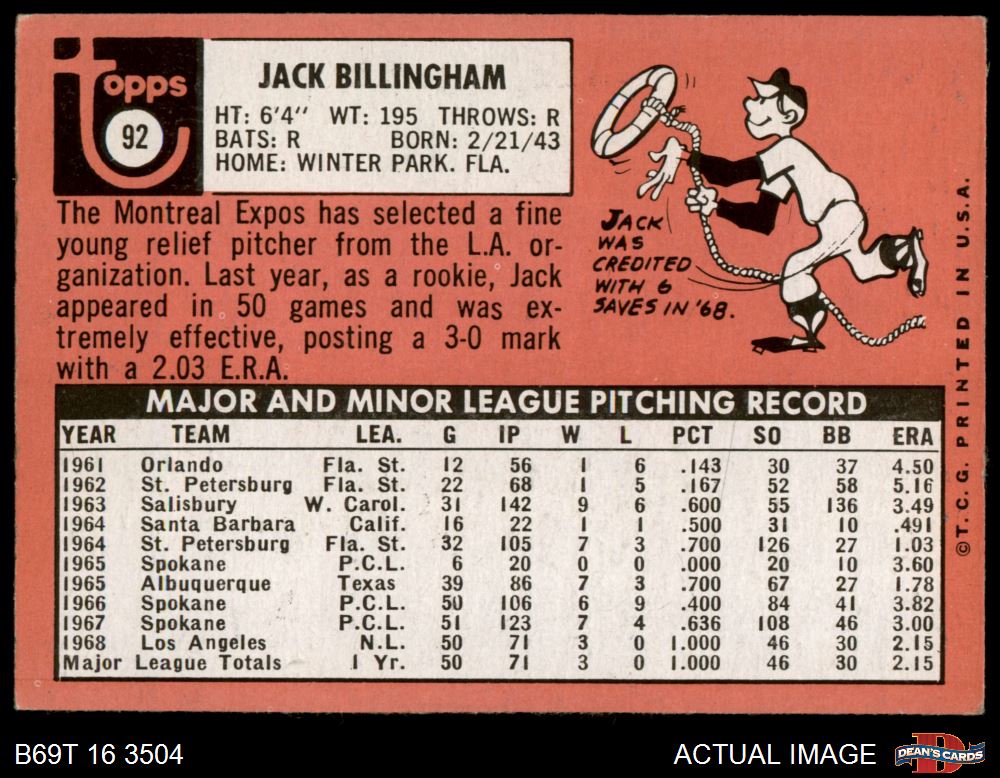 Topps
92
JACK BILLINGHAM
HT: 6'4" WT: 195 THROWS: R
BATS: R BORN: 2/21/43
HOME: WINTER PARK. FLA.
The Montreal Expos has selected a fine
young relief pitcher from the L.A. or-
ganization. Last year, as a rookie, Jack
appeared in 50 games and was ex-
tremely effective, posting a 3-0 mark
with a 2.03 E.R.A.
JACK
WAS
CREDITED
WITH 6
SAVES IN '68.
MAJOR AND MINOR LEAGUE PITCHING RECORD
YEAR TEAM LEA. G IP W L PCT SO BB ERA
1961 Orlando Fla. St. 12 56 1 6 .143 30 37 4.50
1962 St. Petersburg Fla. St. 22 68 1 5 .167 52 58 5.16
1963 Salisbury W. Carol. 31 142 9 6 .600 55 136 3.49
1964 Santa Barbara Calif. 16 22 1 1 .500 31 10 .491
1964 St. Petersburg Fla. St. 32 105 7 3 .700 126 27 1.03
1965 Spokane P.C.L. 6 20 0 0 .000 20 10 3.60
1965 Albuquerque Texas 39 86 7 3 .700 67 27 1.78
1966 Spokane P.C.L. 50 106 6 9 .400 84 41 3.82
1967 Spokane P.C.L. 51 123 7 4 .636 108 46 3.00
1968 Los Angeles N.L. 50 71 3 0 1.000 46 30 2.15
Major League Totals 1 Yr. 50 71 3 0 1.000 46 30 2.15
©T.C.G. PRINTED IN U.S.A.
B69T 16 3504
ACTUAL IMAGE
DEAN'S CARDS